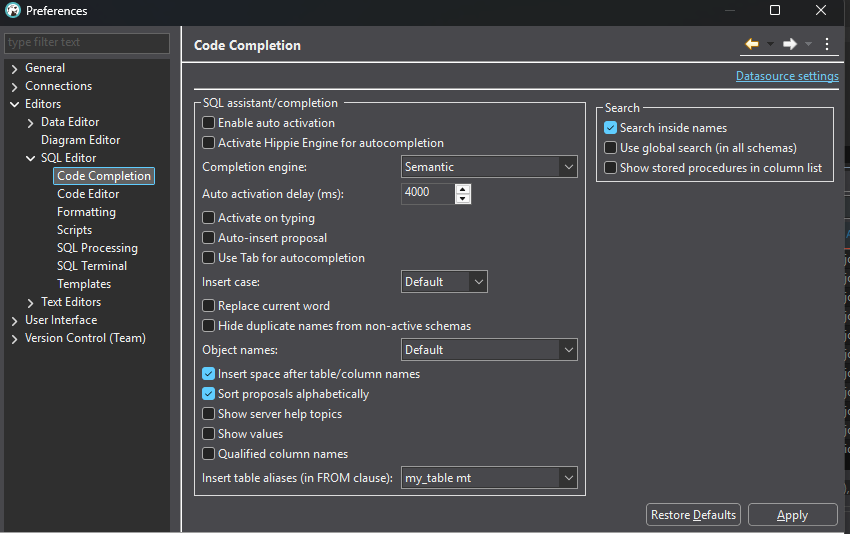 Preferences
type filter text
General
Connections
Editors
Data Editor
Diagram Editor
SQL Editor
Code Completion
Code Editor
Formatting
Scripts
SQL Processing
SQL Terminal
Templates
Text Editors
User Interface
Version Control (Team)
Code Completion
Datasource settings
SQL assistant/completion
Enable auto activation
Activate Hippie Engine for autocompletion
Completion engine: Semantic
Auto activation delay (ms): 4000
Activate on typing
Auto-insert proposal
Use Tab for autocompletion
Insert case: Default
Replace current word
Hide duplicate names from non-active schemas
Object names: Default
Insert space after table/column names
Sort proposals alphabetically
Show server help topics
Show values
Qualified column names
Insert table aliases (in FROM clause): my_table mt
Search
Search inside names
Use global search (in all schemas)
Show stored procedures in column list
Restore Defaults
Apply